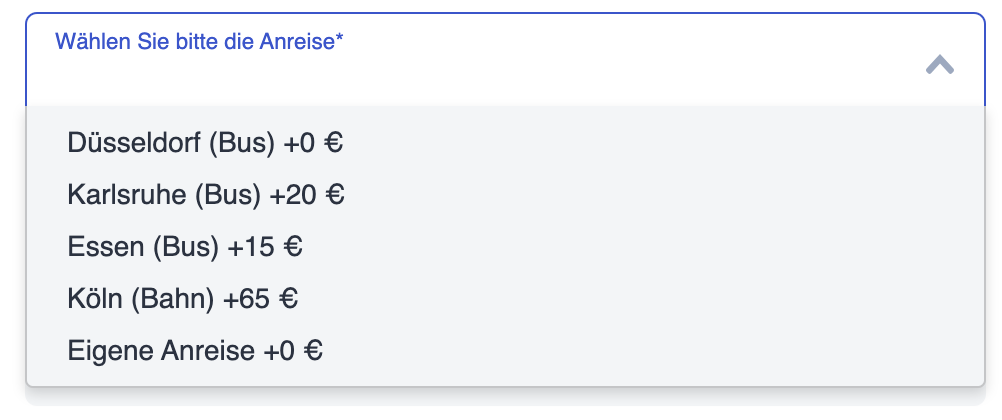 Wählen Sie bitte die Anreise*
Düsseldorf (Bus) +0 €
Karlsruhe (Bus) +20 €
Essen (Bus) +15 €
Köln (Bahn) +65 €
Eigene Anreise +0 €